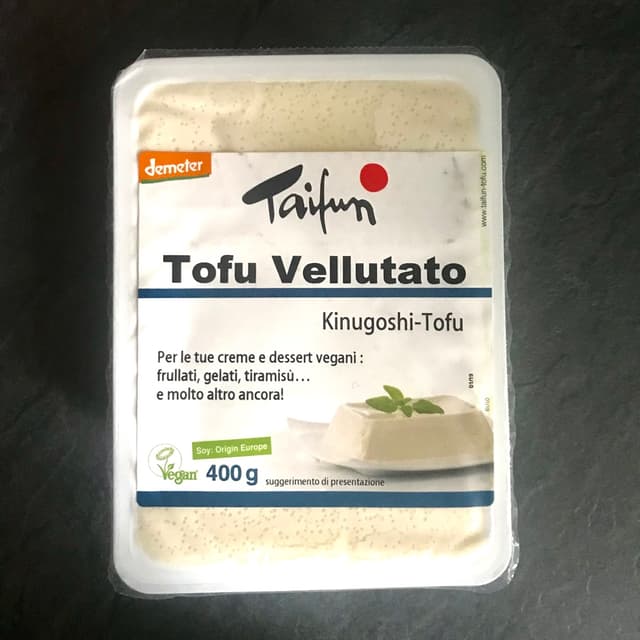 demeter
Taifun
www.taifun-tofu.com
Tofu Vellutato
Kinugoshi-Tofu
Per le tue creme e dessert vegani :
frullati, gelati, tiramisù...
e molto altro ancora!
Soy: Origin Europe
Vegan
400 g
suggerimento di presentazione